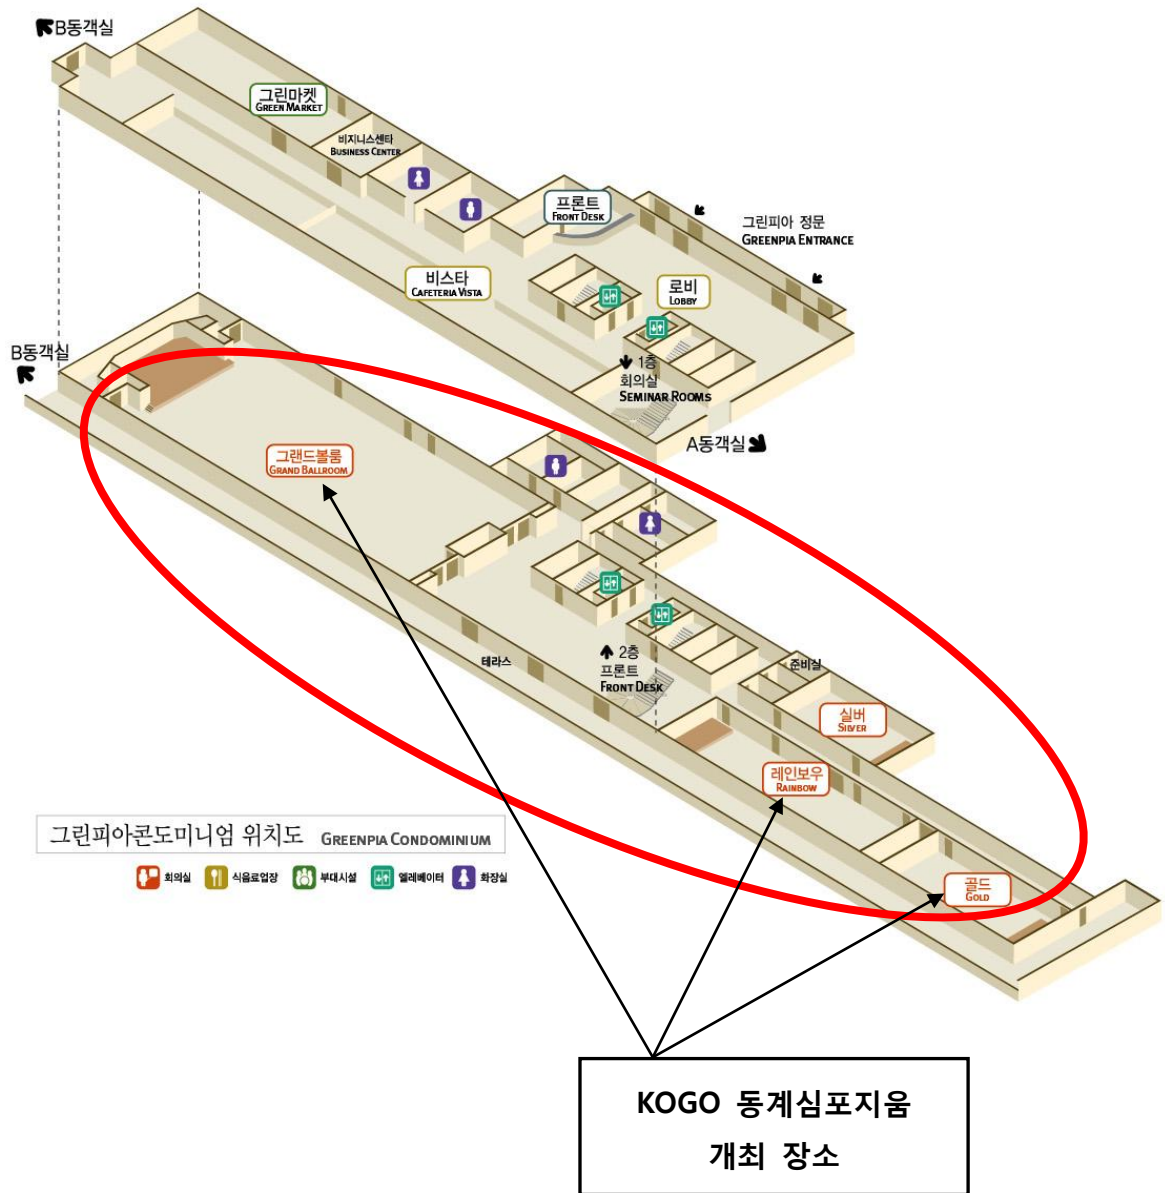 B동객실
그린마켓
GREEN MARKET
비지니스센타
BUSINESS CENTER
프론트
FRONT DESK
그린피아 정문
GREENPIA ENTRANCE
비스타
CAFETERIA VISTA
로비
LOBBY
1층
회의실
SEMINAR ROOMS
A동객실
B동객실
그랜드볼룸
GRAND BALLROOM
2층
프론트
FRONT DESK
테라스
준비실
실버
SILVER
레인보우
RAINBOW
골드
GOLD
그린피아콘도미니엄 위치도 GREENPIA CONDOMINIUM
회의실 식음료업장 부대시설 엘레베이터 화장실
KOGO 동계심포지움
개최 장소